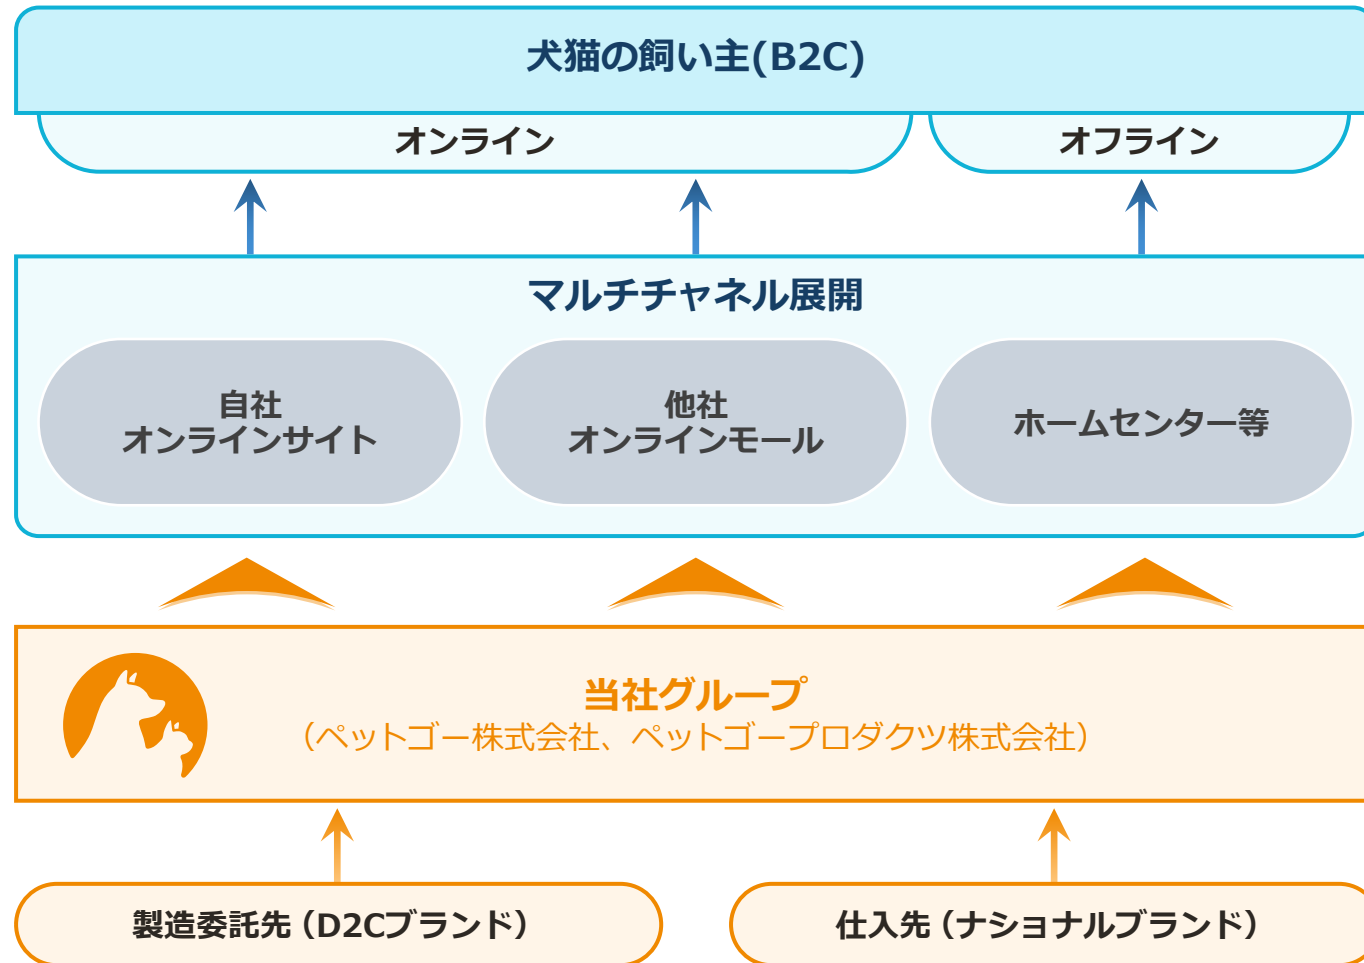 犬猫の飼い主(B2C)
オンライン
オフライン
マルチチャネル展開
自社
オンラインサイト
他社
オンラインモール
ホームセンター等
当社グループ
（ペットゴー株式会社、ペットゴープロダクツ株式会社）
製造委託先（D2Cブランド）
仕入先（ナショナルブランド）